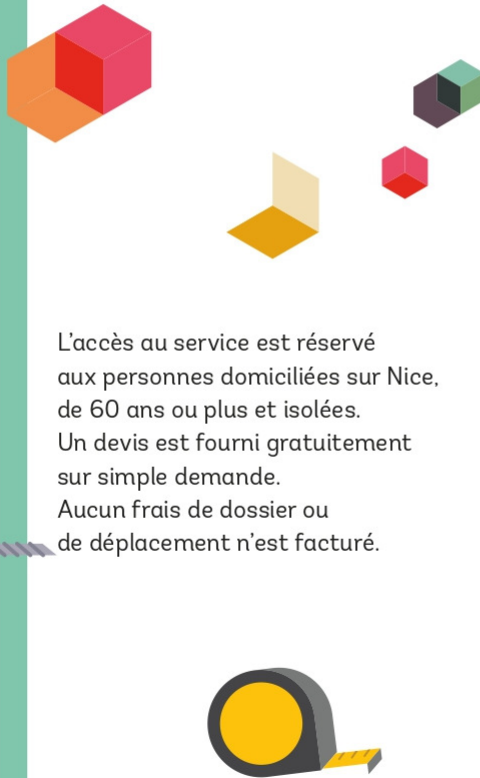 L'accès au service est réservé
aux personnes domiciliées sur Nice,
de 60 ans ou plus et isolées.
Un devis est fourni gratuitement
sur simple demande.
Aucun frais de dossier ou
de déplacement n'est facturé.